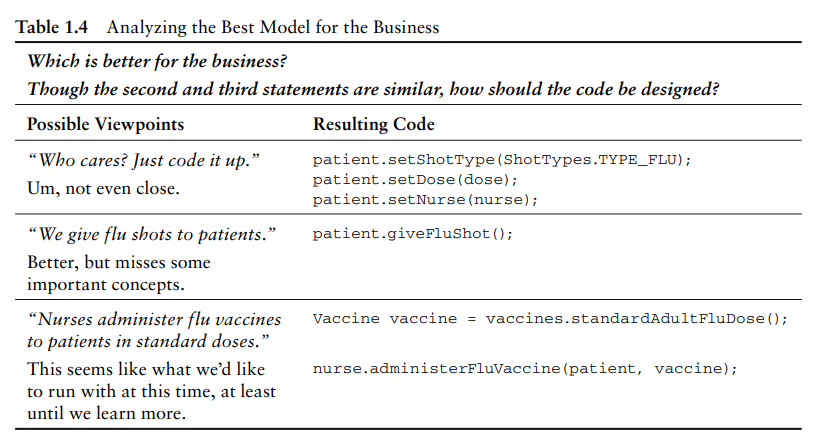 Table 1.4 Analyzing the Best Model for the Business
Which is better for the business?
Though the second and third statements are similar, how should the code be designed?
Possible Viewpoints Resulting Code
“Who cares? Just code it up.”
Um, not even close.
patient.setShotType(ShotTypes.TYPE_FLU);
patient.setDose(dose);
patient.setNurse(nurse);
“We give flu shots to patients.”
Better, but misses some
important concepts.
patient.giveFluShot();
“Nurses administer flu vaccines
to patients in standard doses.”
This seems like what we’d like
to run with at this time, at least
until we learn more.
Vaccine vaccine = vaccines.standardAdultFluDose();
nurse.administerFluVaccine(patient, vaccine);